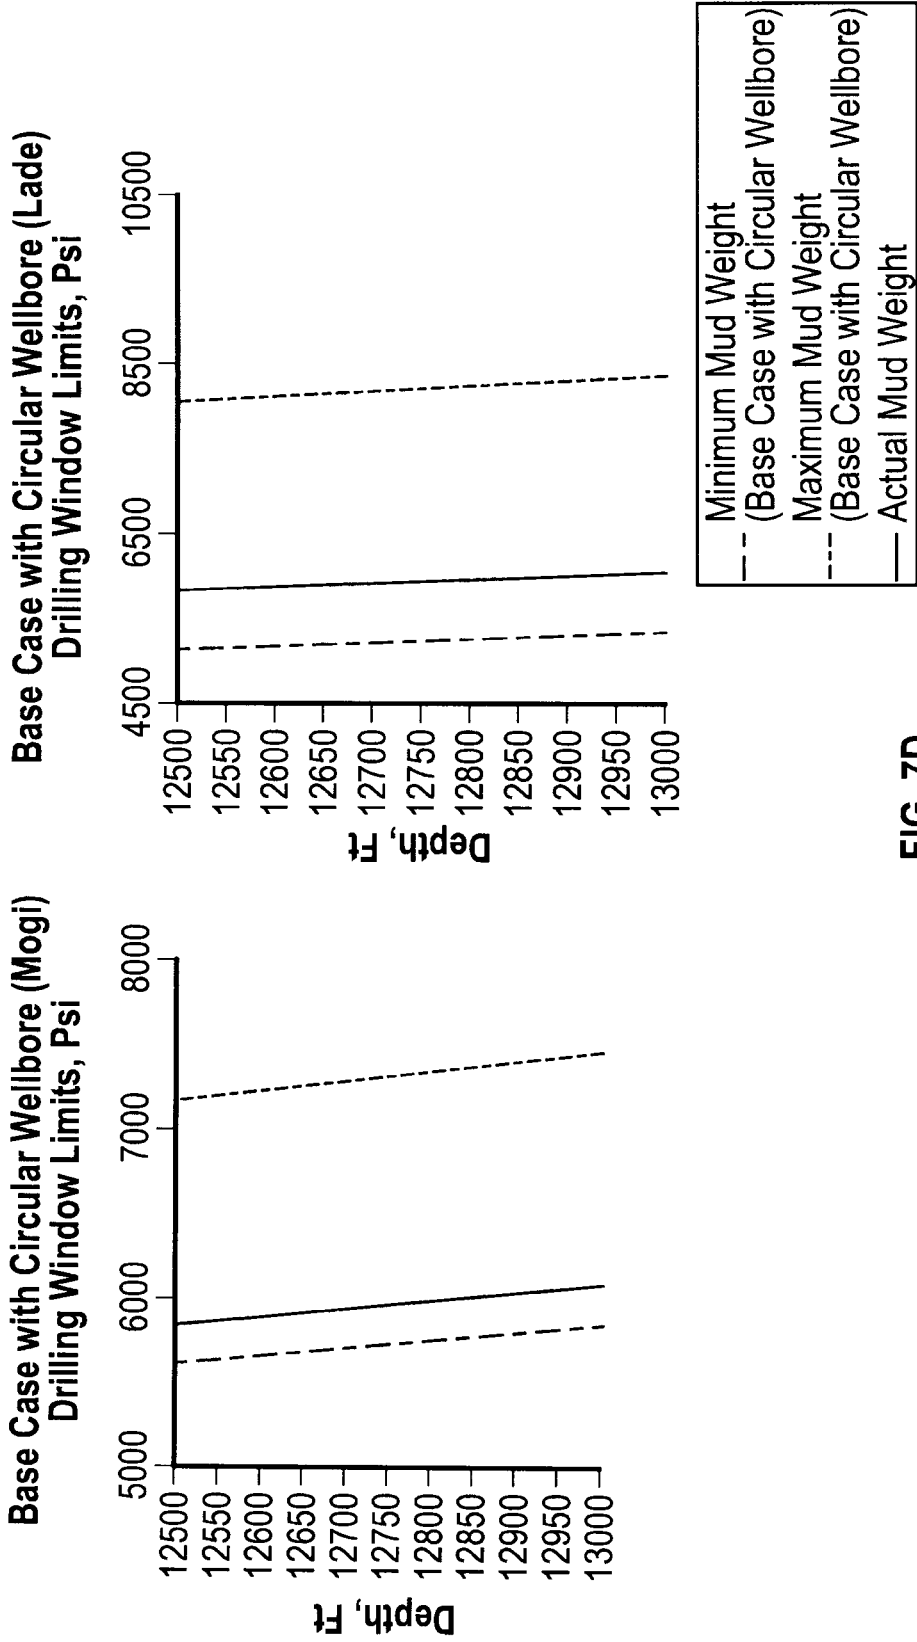 Base Case with Circular Wellbore (Mogi)
Drilling Window Limits, Psi
5000 6000 7000 8000
12500
12550
12600
12650
12700
12750
12800
12850
12900
12950
13000
Depth, Ft
Base Case with Circular Wellbore (Lade)
Drilling Window Limits, Psi
4500 6500 8500 10500
12500
12550
12600
12650
12700
12750
12800
12850
12900
12950
13000
Depth, Ft
Minimum Mud Weight
(Base Case with Circular Wellbore)
Maximum Mud Weight
(Base Case with Circular Wellbore)
Actual Mud Weight
FIG. 7D